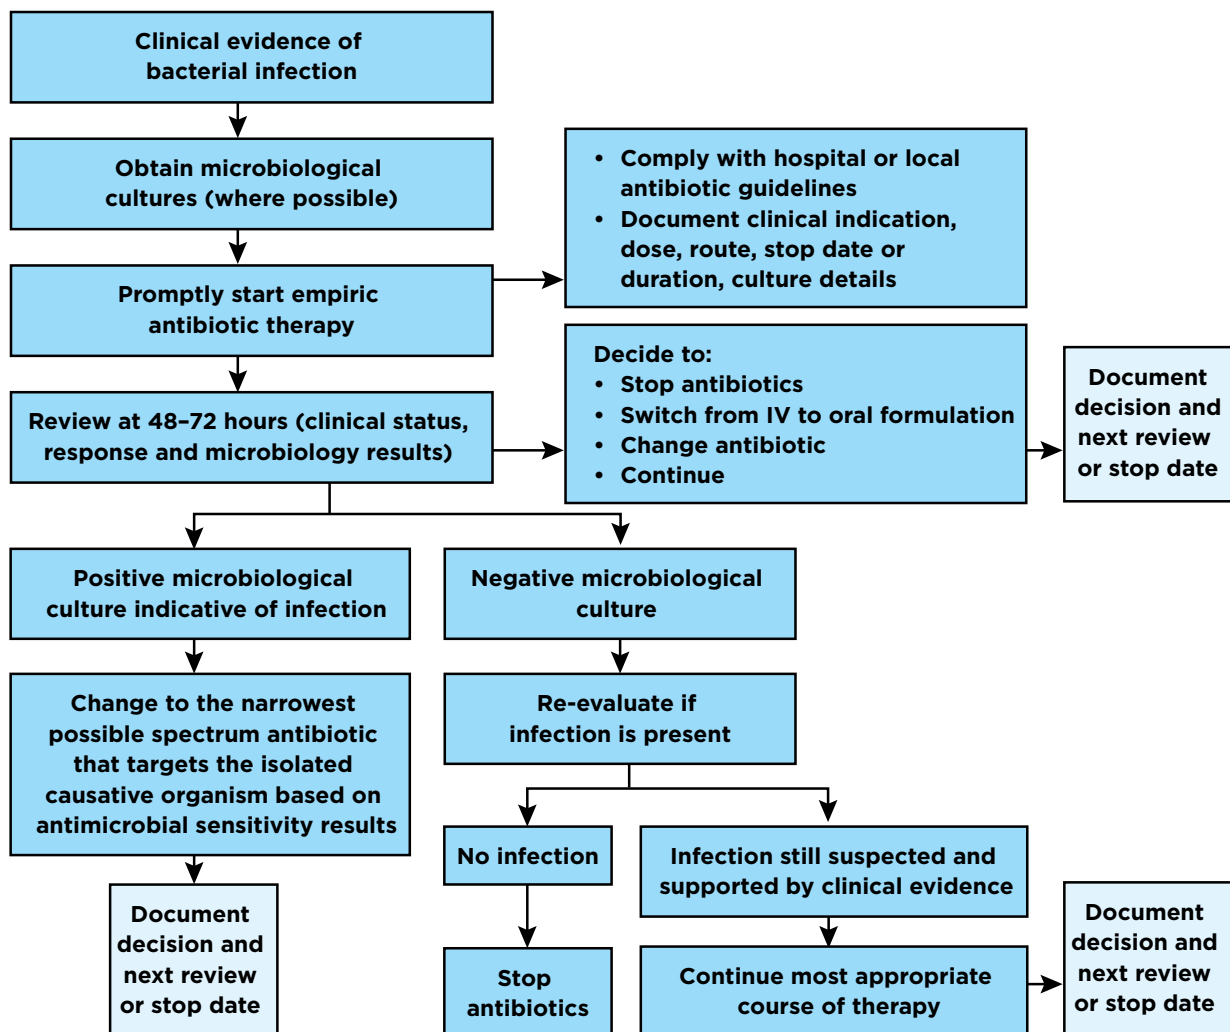 Clinical evidence of
bacterial infection
Obtain microbiological
cultures (where possible)
• Comply with hospital or local
antibiotic guidelines
• Document clinical indication,
dose, route, stop date or
duration, culture details
Promptly start empiric
antibiotic therapy
Review at 48–72 hours (clinical status,
response and microbiology results)
Decide to:
• Stop antibiotics
• Switch from IV to oral formulation
• Change antibiotic
• Continue
Document
decision and
next review
or stop date
Positive microbiological
culture indicative of infection
Negative microbiological
culture
Change to the narrowest
possible spectrum antibiotic
that targets the isolated
causative organism based on
antimicrobial sensitivity results
Re-evaluate if
infection is present
No infection
Infection still suspected and
supported by clinical evidence
Document
decision and
next review
or stop date
Stop
antibiotics
Continue most appropriate
course of therapy
Document
decision and
next review
or stop date